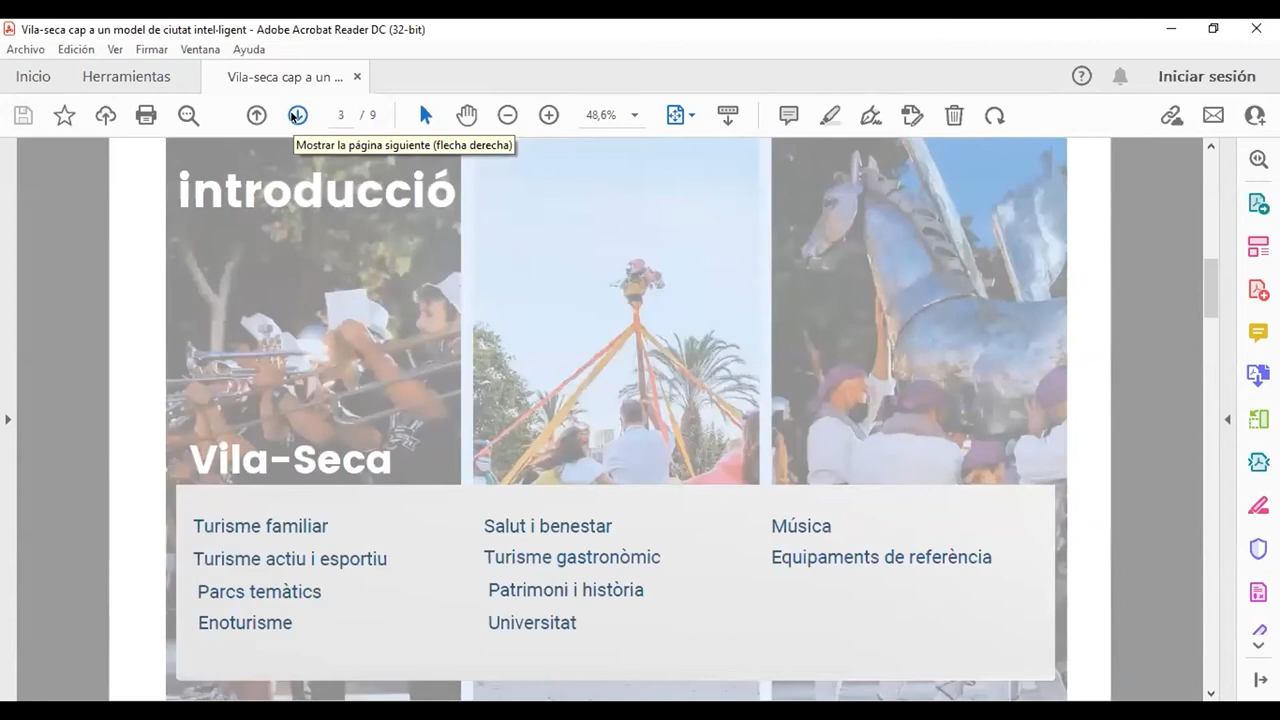 Vila-seca cap a un model de ciutat intel·ligent - Adobe Acrobat Reader DC (32-bit)
Archivo Edición Ver Firmar Ventana Ayuda
Inicio Herramientas Vila-seca cap a un ... × Iniciar sesión
3 / 9 48,6%
Mostrar la página siguiente (flecha derecha)
introducció
Vila-Seca
Turisme familiar
Turisme actiu i esportiu
Parcs temàtics
Enoturisme
Salut i benestar
Turisme gastronòmic
Patrimoni i història
Universitat
Música
Equipaments de referència